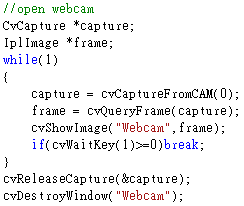 //open webcam
CvCapture *capture;
IplImage *frame;
while(1)
{
capture = cvCaptureFromCAM(0);
frame = cvQueryFrame(capture);
cvShowImage("Webcam",frame);
if(cvWaitKey(1)>=0)break;
}
cvReleaseCapture(&capture);
cvDestroyWindow("Webcam");